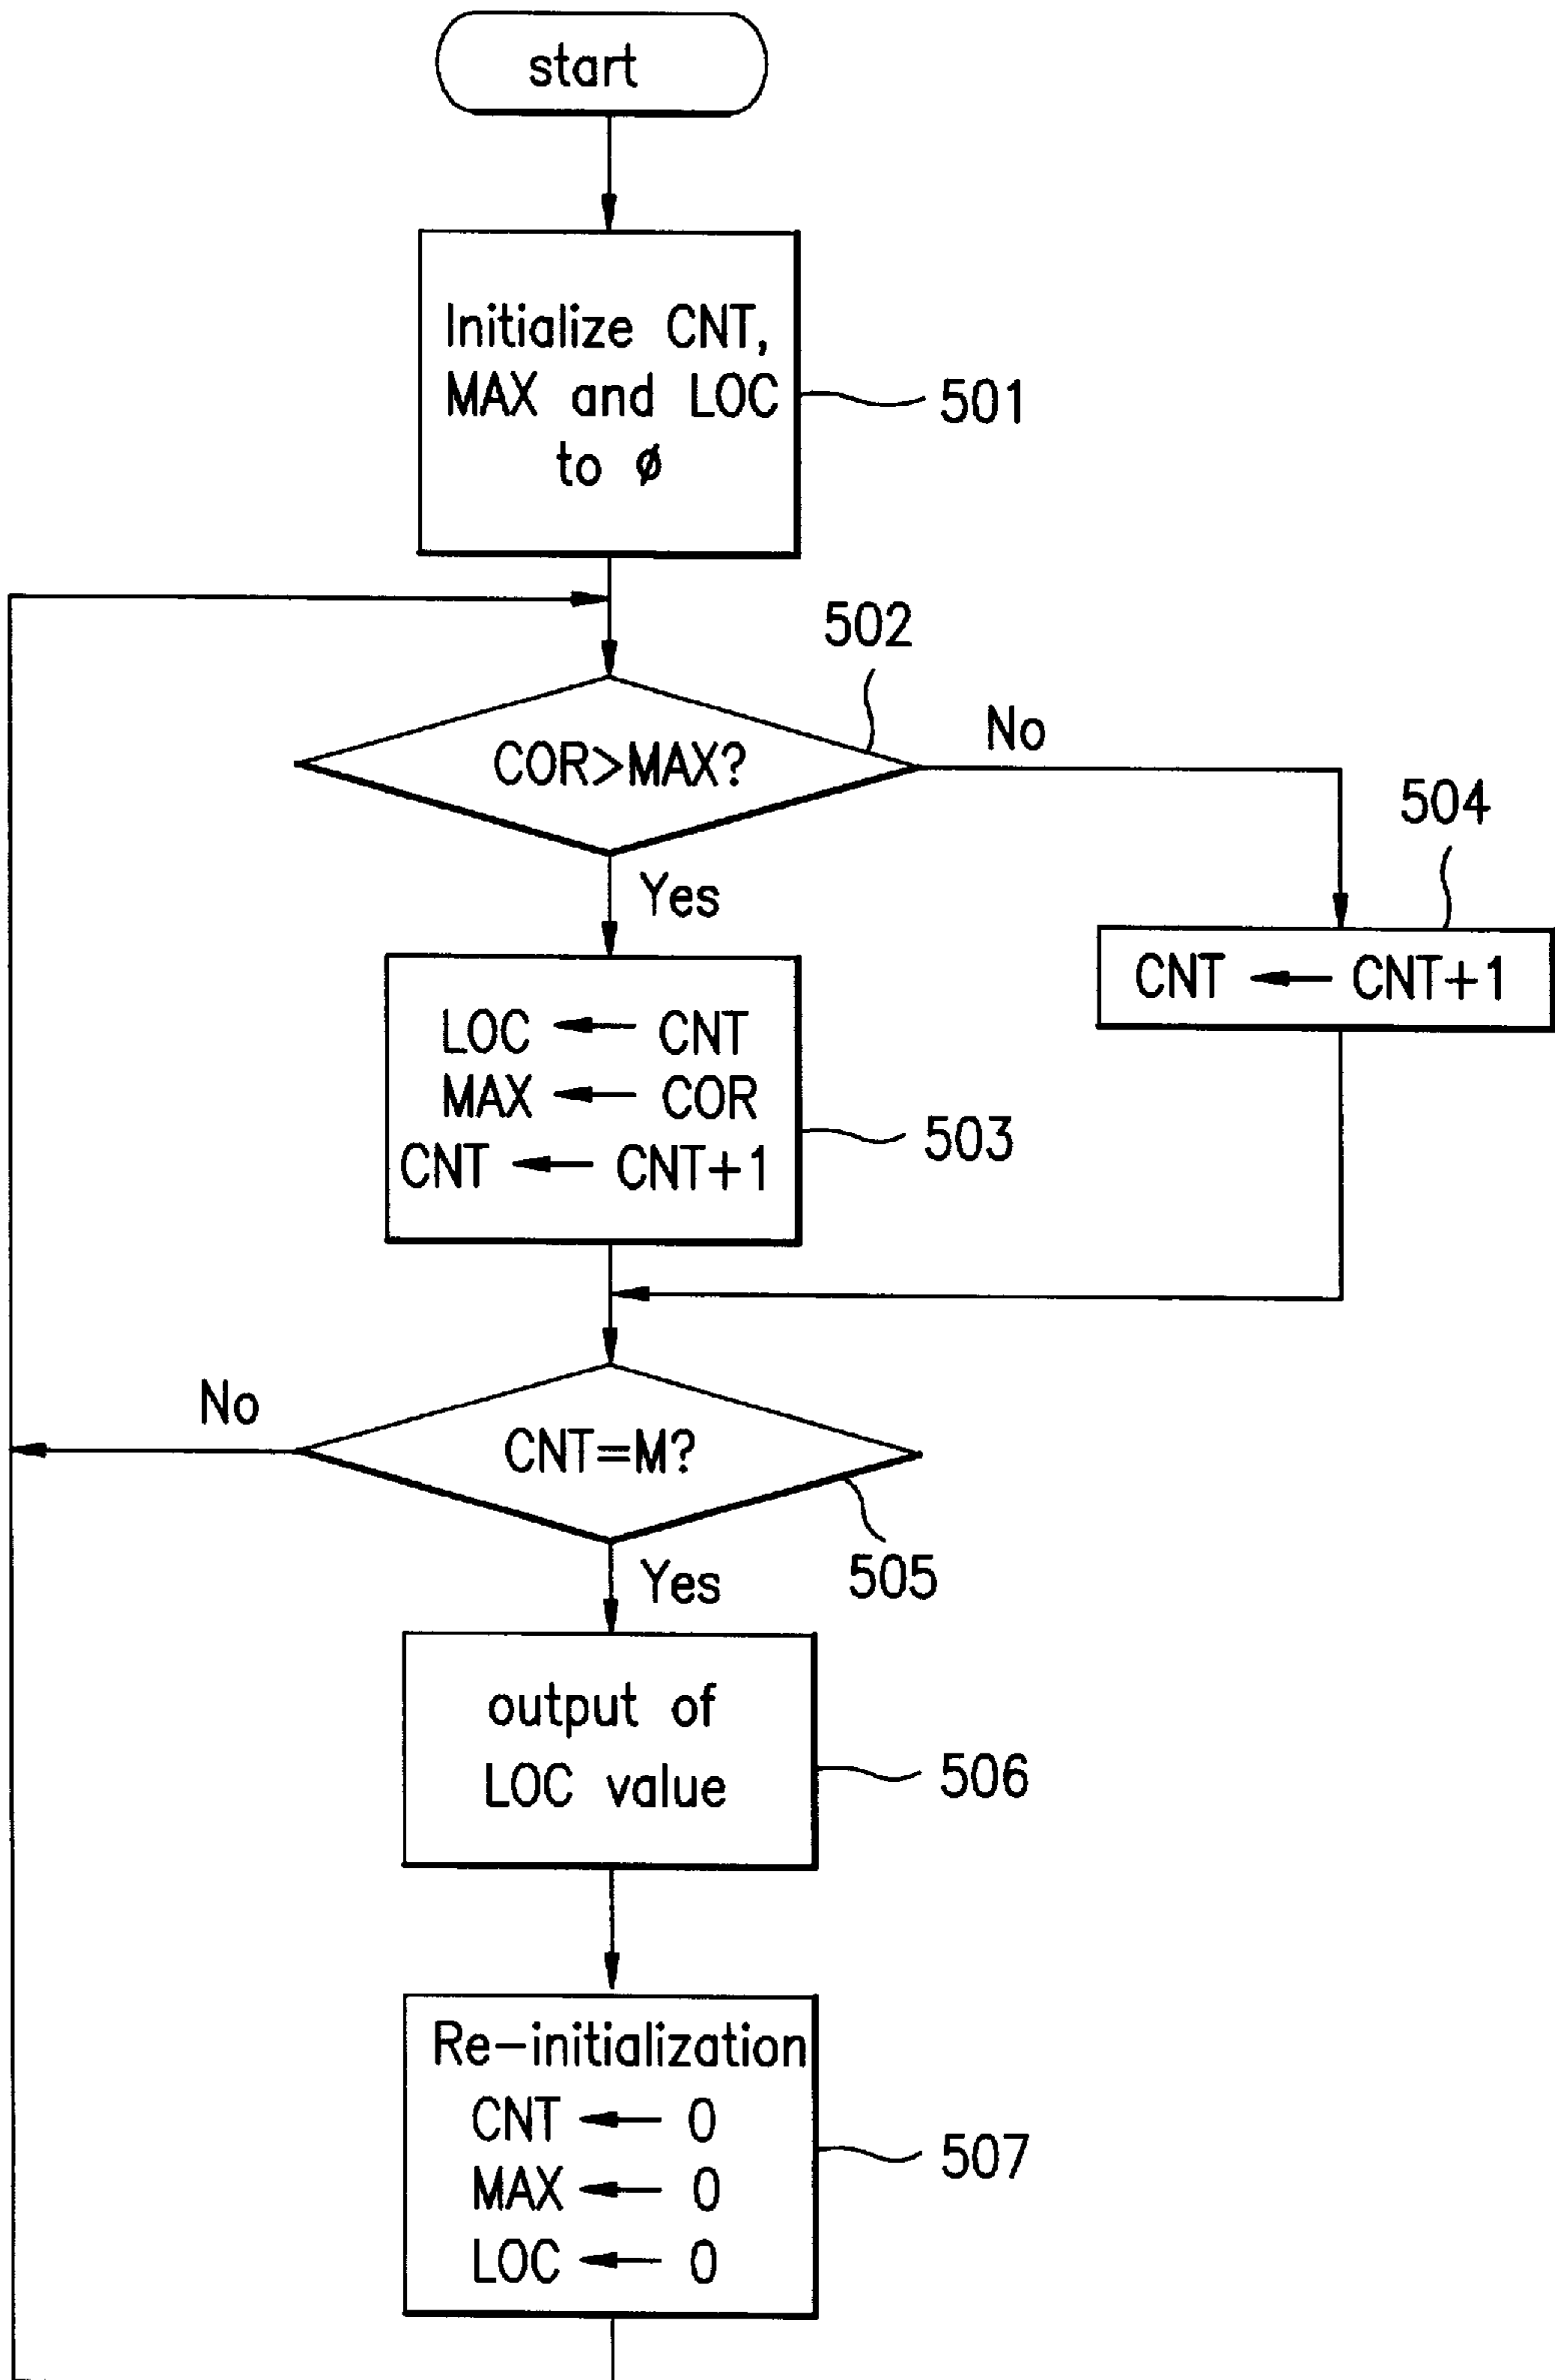 start
Initialize CNT,
MAX and LOC
to ø
501
502
COR>MAX?
No
504
Yes
CNT ← CNT+1
LOC ← CNT
MAX ← COR
CNT ← CNT+1
503
No
CNT=M?
Yes
505
output of
LOC value
506
Re-initialization
CNT ← 0
MAX ← 0
LOC ← 0
507